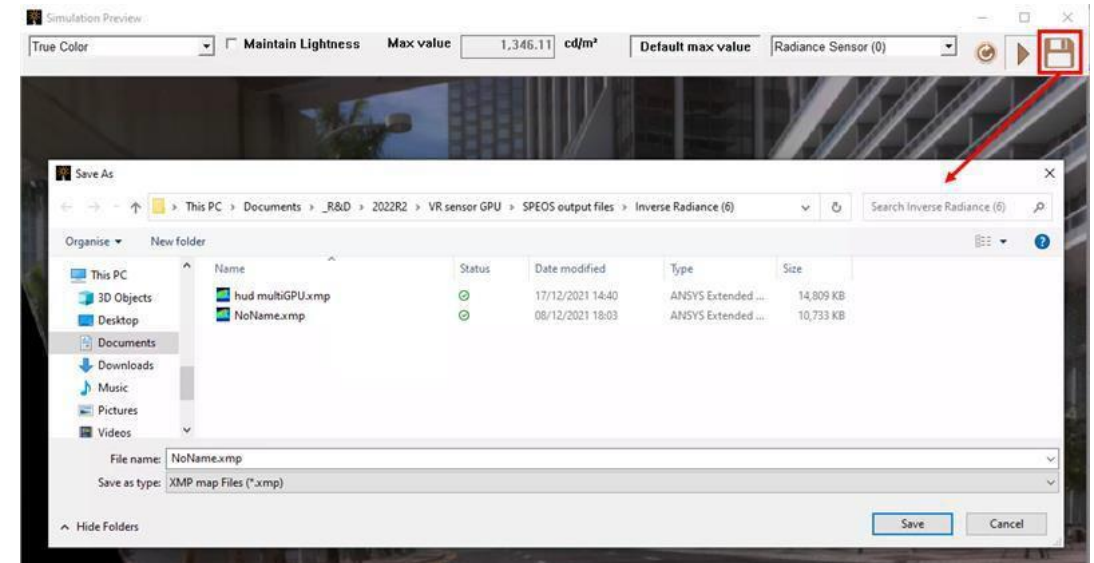 Simulation Preview
True Color Maintain Lightness Max value 1,346.11 cd/m² Default max value Radiance Sensor (0)
Save As
This PC › Documents › _R&D › 2022R2 › VR sensor GPU › SPEOS output files › Inverse Radiance (6) Search Inverse Radiance (6)
Organise New folder
Name Status Date modified Type Size
This PC
3D Objects hud multiGPU.xmp 17/12/2021 14:40 ANSYS Extended ... 14,809 KB
Desktop NoName.xmp 08/12/2021 18:03 ANSYS Extended ... 10,733 KB
Documents
Downloads
Music
Pictures
Videos
File name: NoName.xmp
Save as type: XMP map Files (*.xmp)
Hide Folders Save Cancel